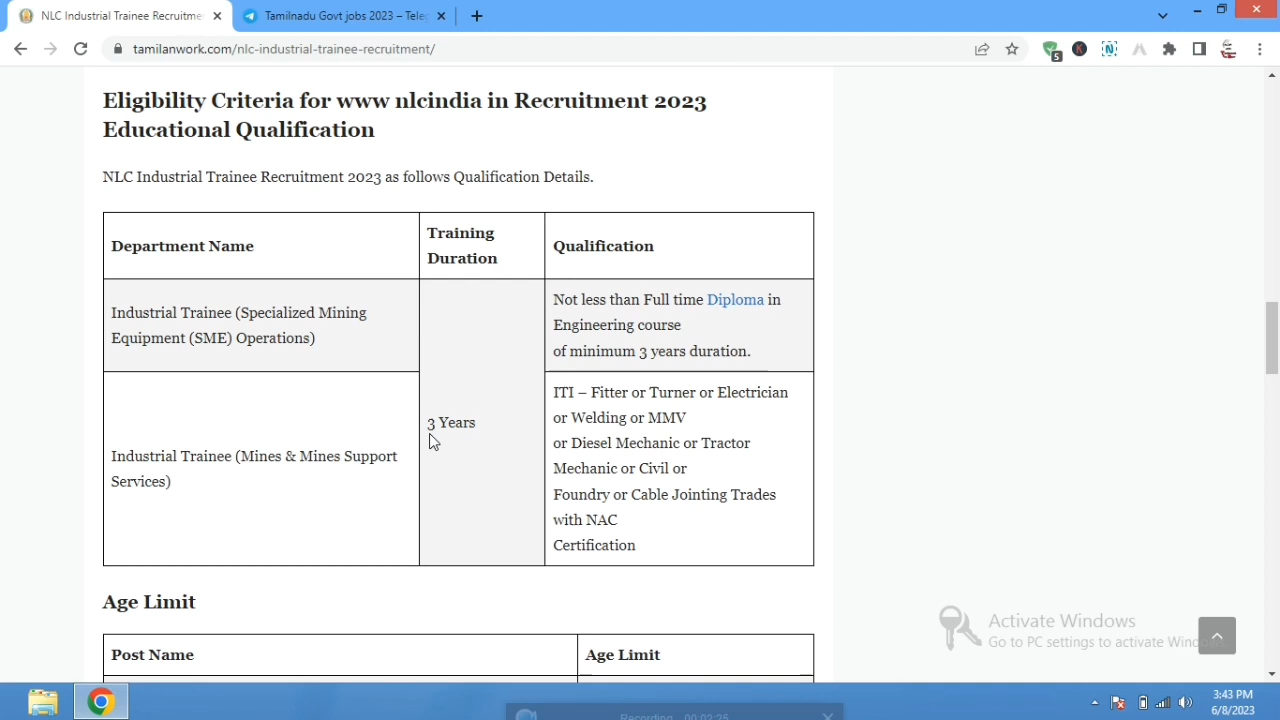 NLC Industrial Trainee Recruitme
Tamilnadu Govt jobs 2023 – Tele
tamilanwork.com/nlc-industrial-trainee-recruitment/
5
K
N
Eligibility Criteria for www nlcindia in Recruitment 2023
Educational Qualification
NLC Industrial Trainee Recruitment 2023 as follows Qualification Details.
Department Name
Training
Duration
Qualification
Industrial Trainee (Specialized Mining
Equipment (SME) Operations)
3 Years
Not less than Full time Diploma in
Engineering course
of minimum 3 years duration.
Industrial Trainee (Mines & Mines Support
Services)
ITI – Fitter or Turner or Electrician
or Welding or MMV
or Diesel Mechanic or Tractor
Mechanic or Civil or
Foundry or Cable Jointing Trades
with NAC
Certification
Age Limit
Post Name
Age Limit
Activate Windows
Go to PC settings to activate Windows.
Recording 00:02:25
3:43 PM
6/8/2023